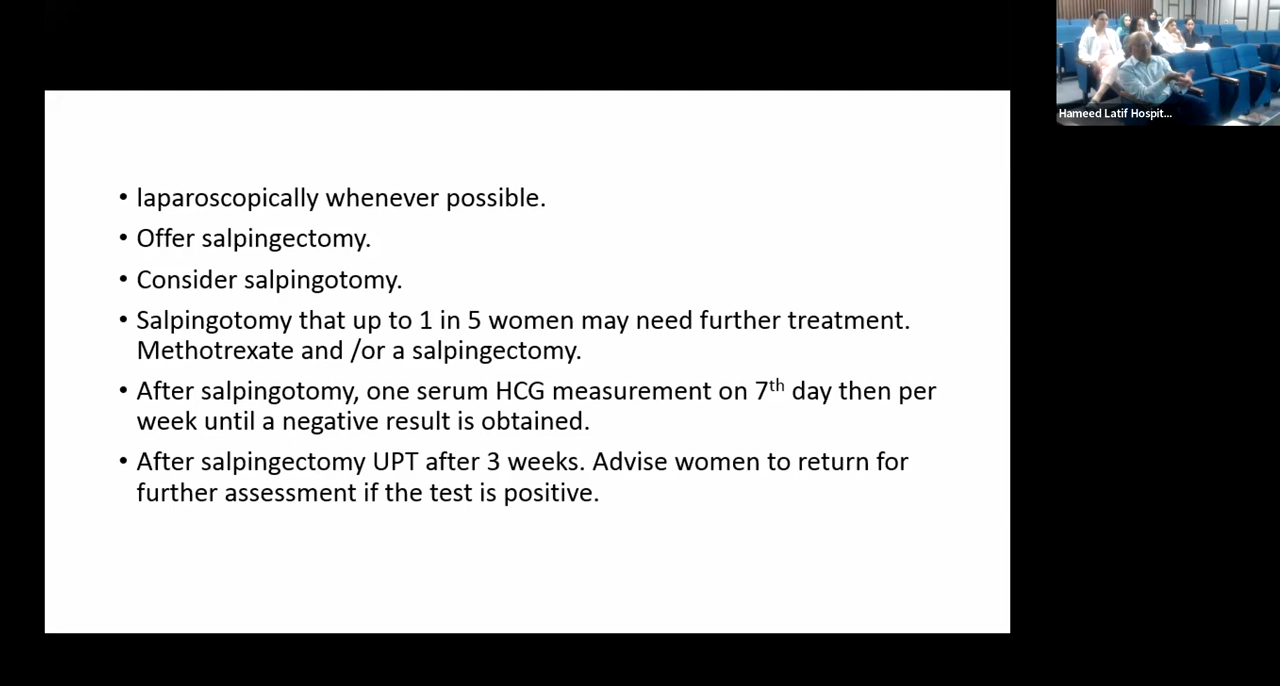 • laparoscopically whenever possible.
• Offer salpingectomy.
• Consider salpingotomy.
• Salpingotomy that up to 1 in 5 women may need further treatment.
Methotrexate and /or a salpingectomy.
• After salpingotomy, one serum HCG measurement on 7th day then per
week until a negative result is obtained.
• After salpingectomy UPT after 3 weeks. Advise women to return for
further assessment if the test is positive.
Hameed Latif Hospit...